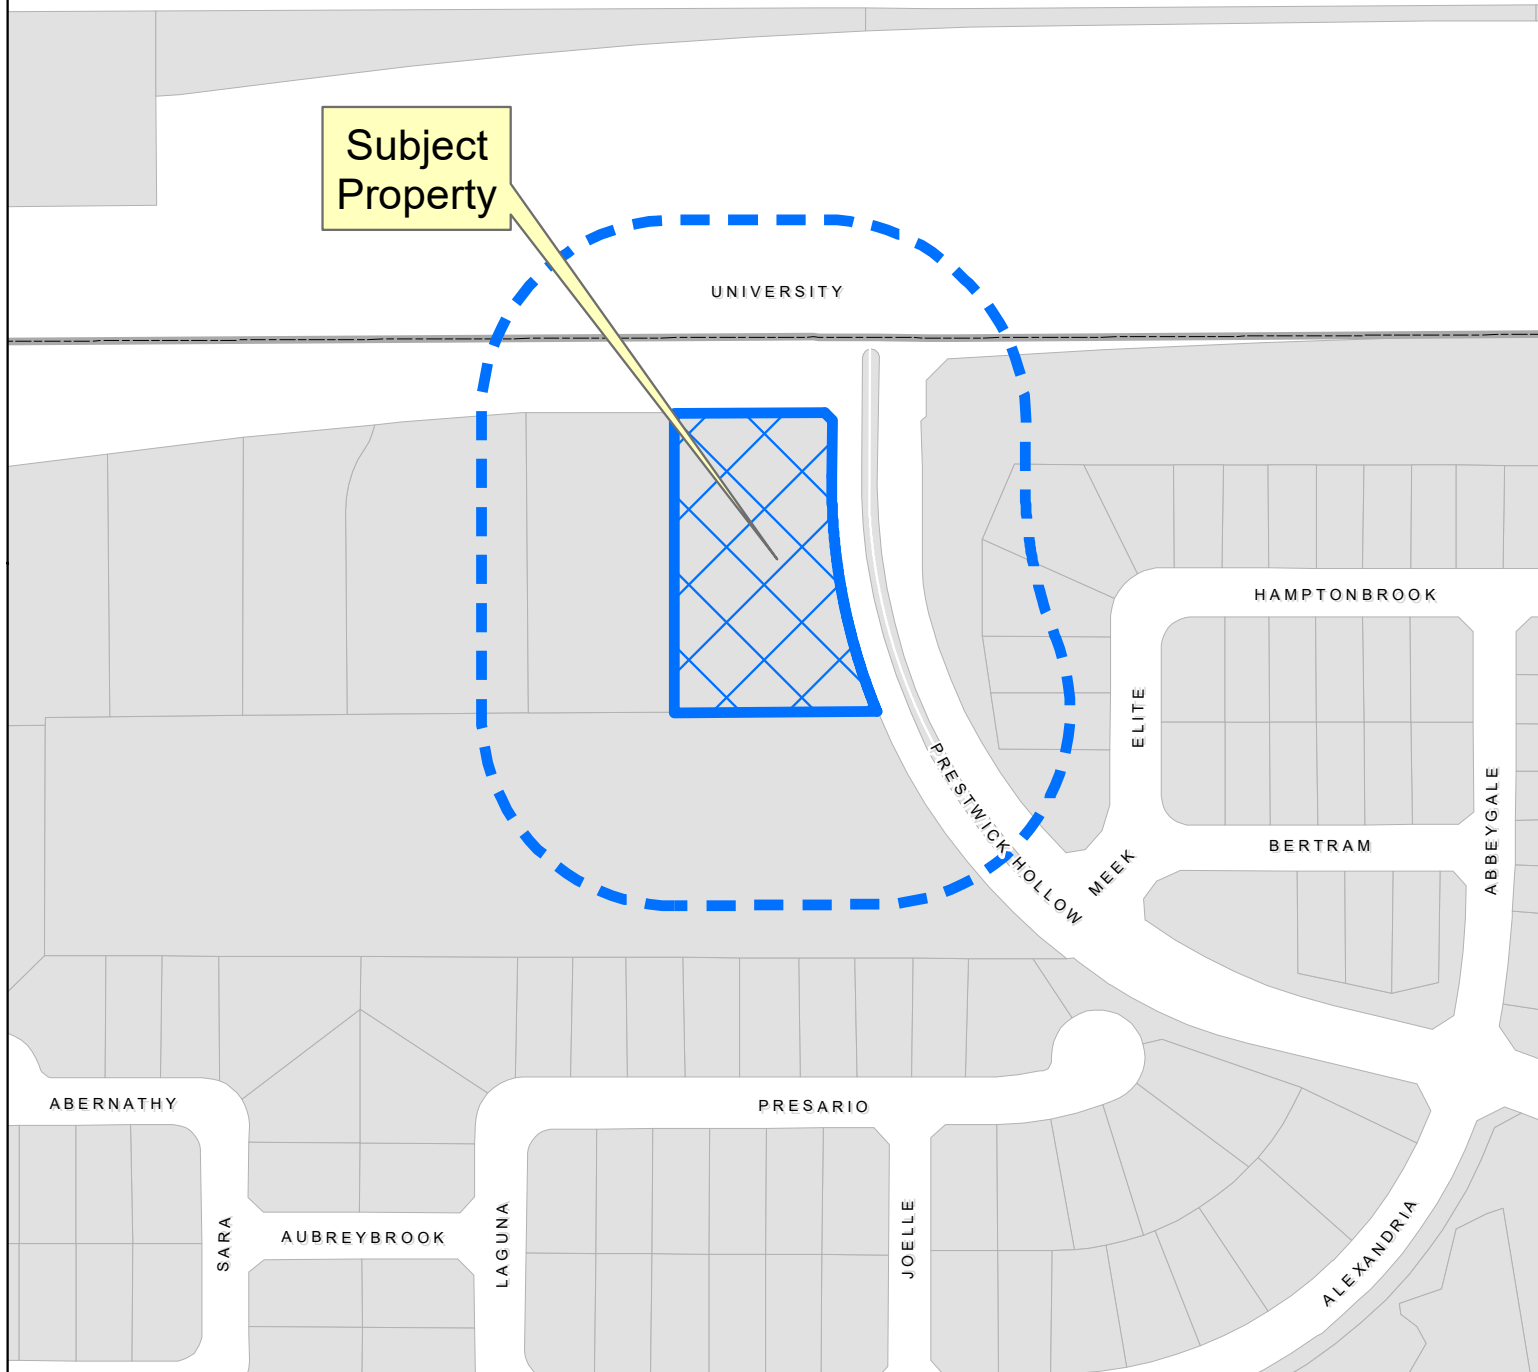 Subject
Property
UNIVERSITY
HAMPTONBROOK
ELITE
PRESTWICK HOLLOW
ABBEYGALE
BERTRAM
MEEK
ABERNATHY
PRESARIO
SARA
AUBREYBROOK
LAGUNA
JOELLE
ALEXANDRIA